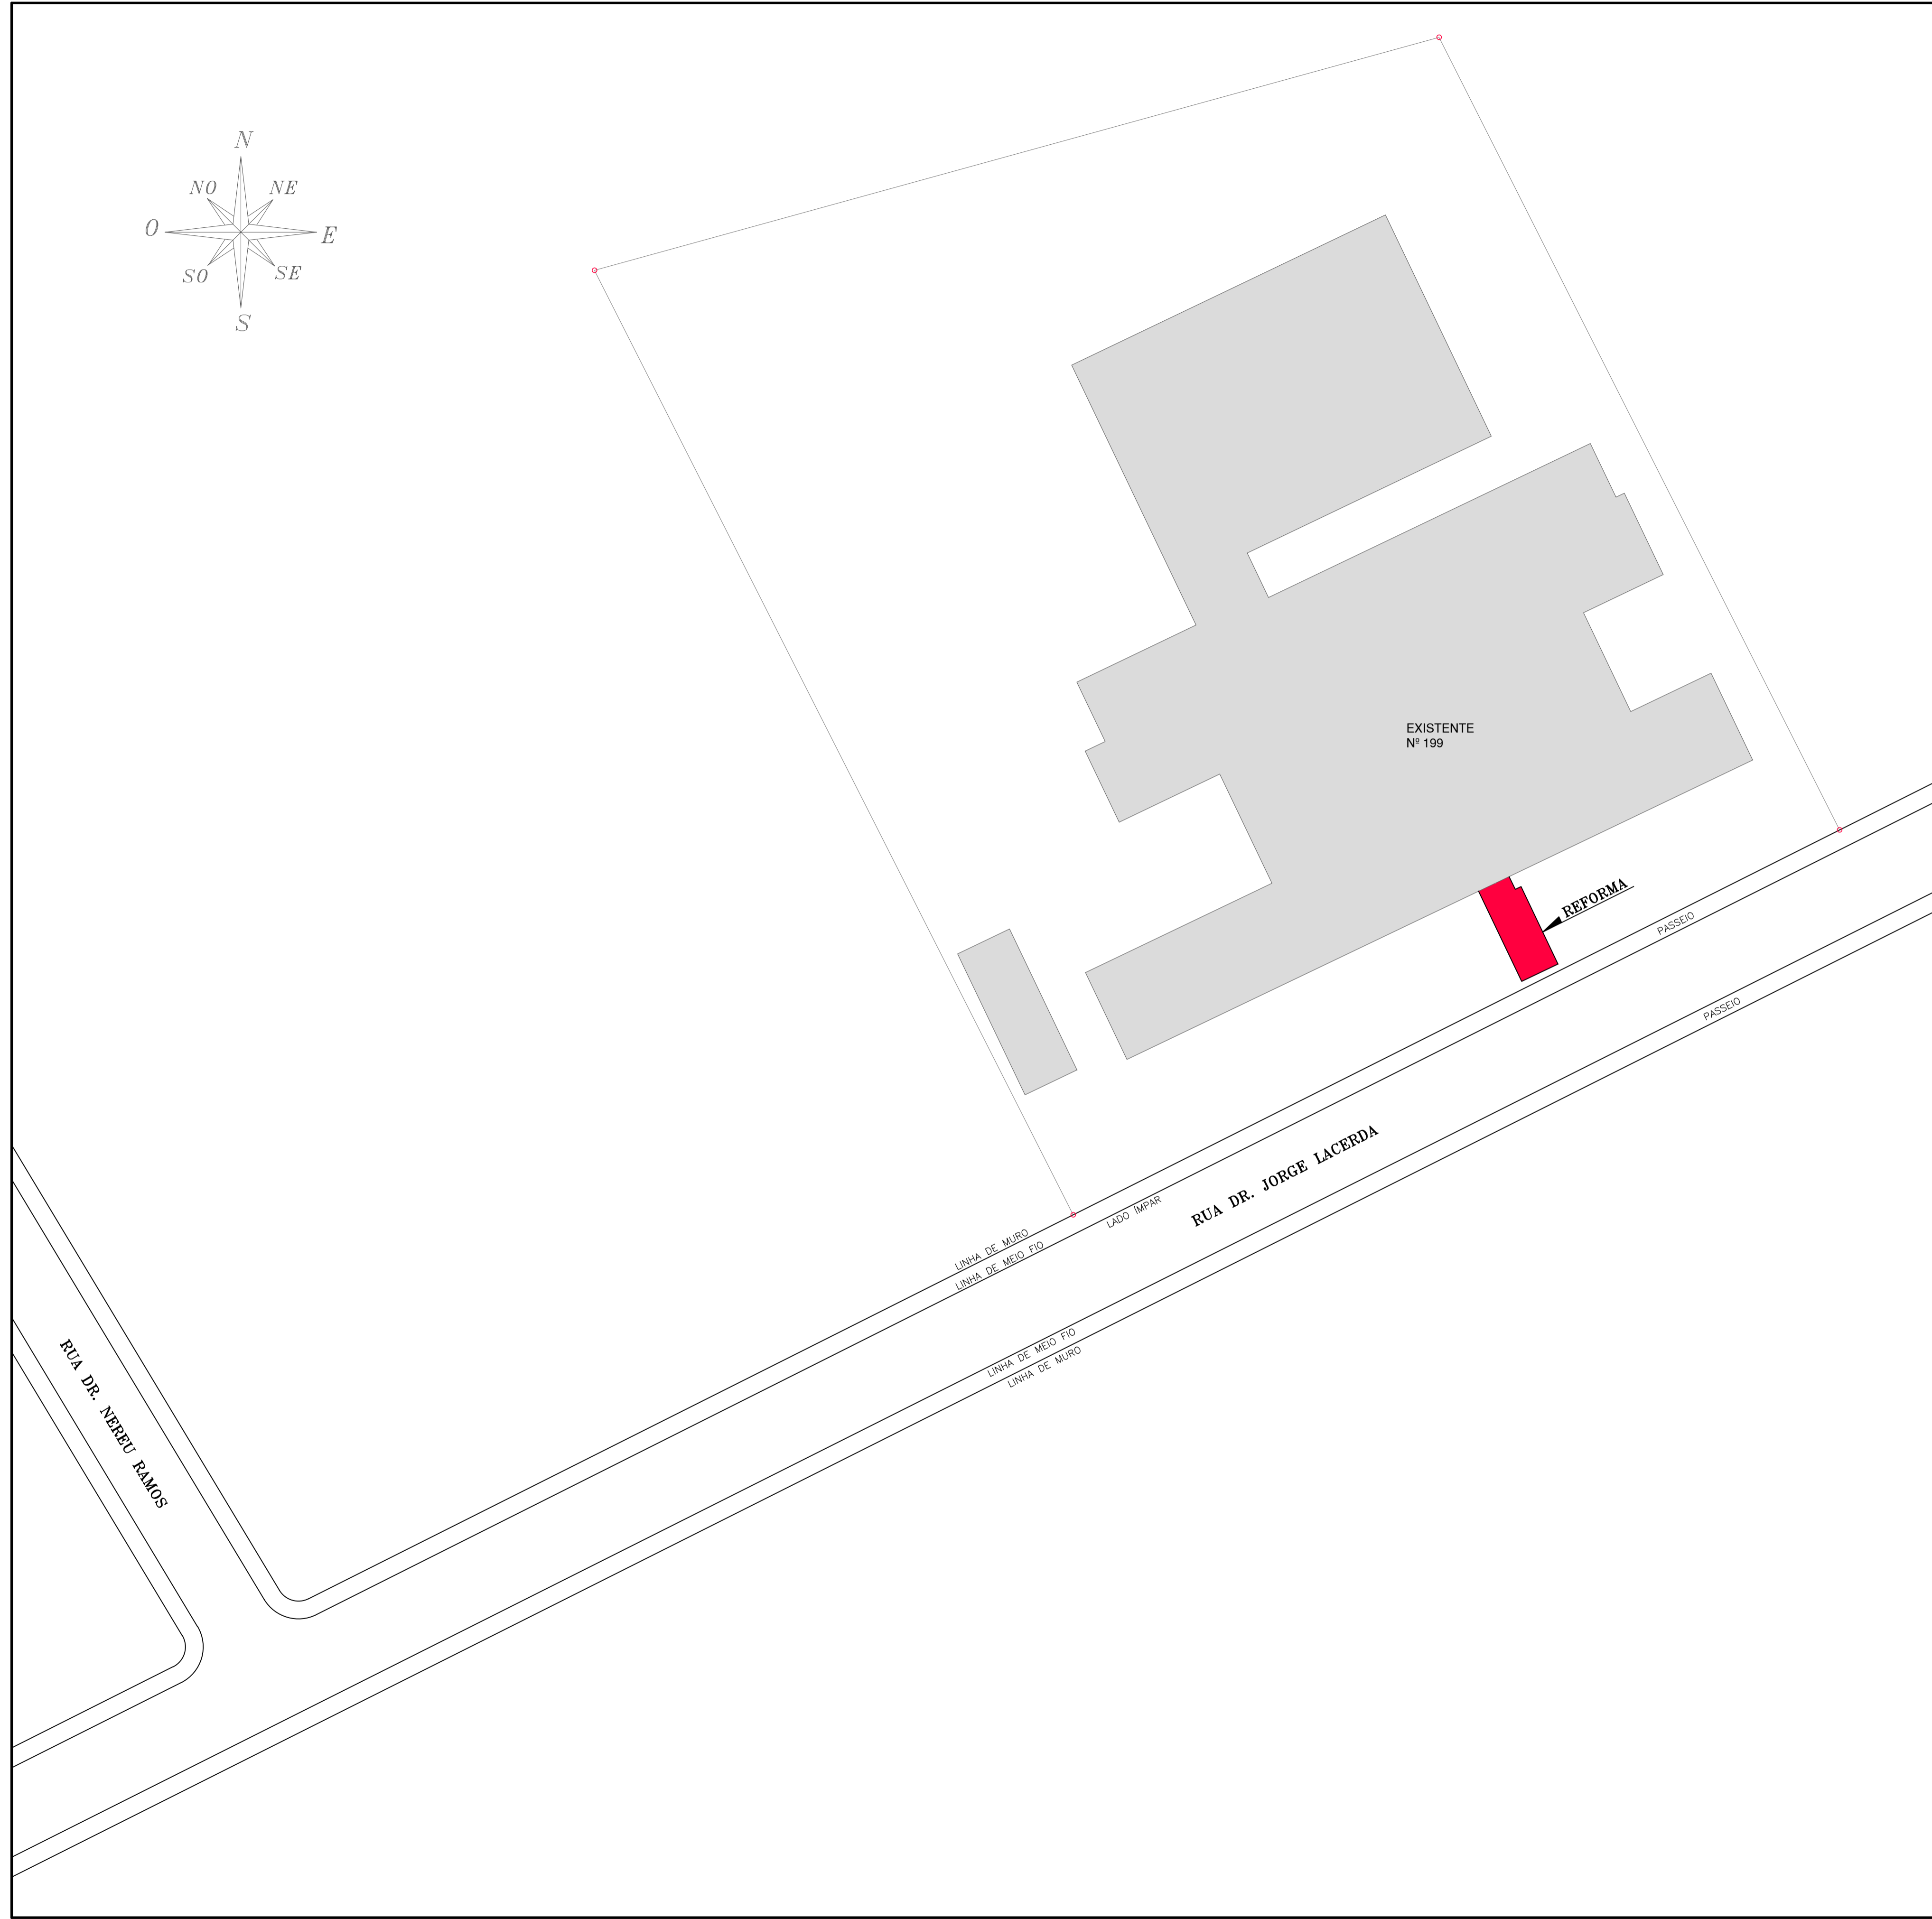 N
NO
NE
O
E
SO
SE
S
EXISTENTE
Nº 199
REFORMA
PASSEIO
PASSEIO
RUA DR. JORGE LACERDA
LADO ÍMPAR
LINHA DE MURO
LINHA DE MEIO FIO
LINHA DE MEIO FIO
LINHA DE MURO
RUA DR. NEREU RAMOS